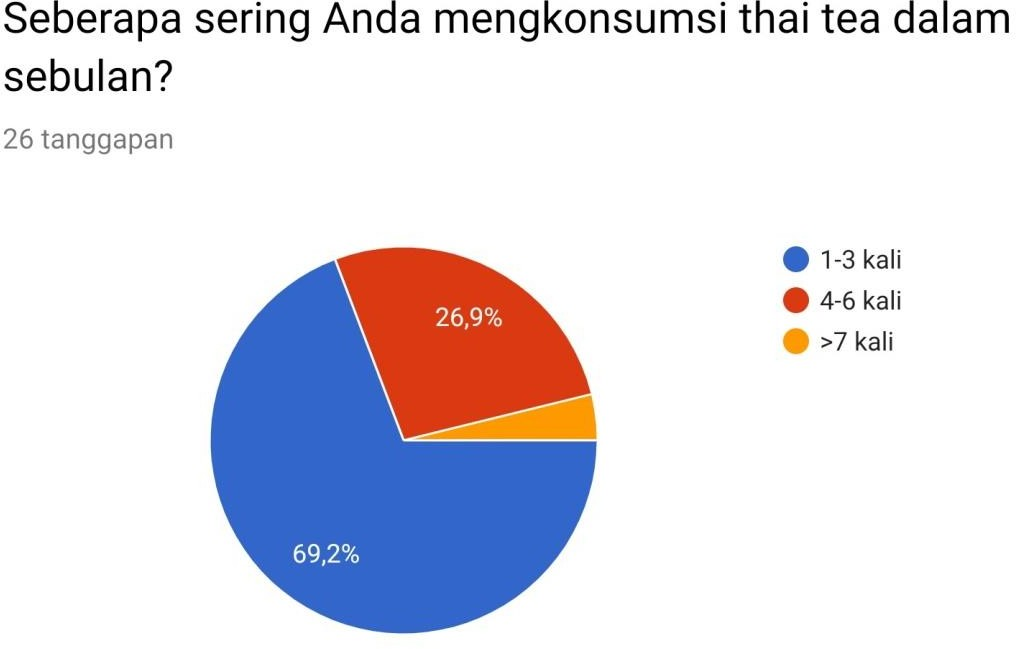 Seberapa sering Anda mengkonsumsi thai tea dalam
sebulan?
26 tanggapan
26,9%
69,2%
1-3 kali
4-6 kali
>7 kali